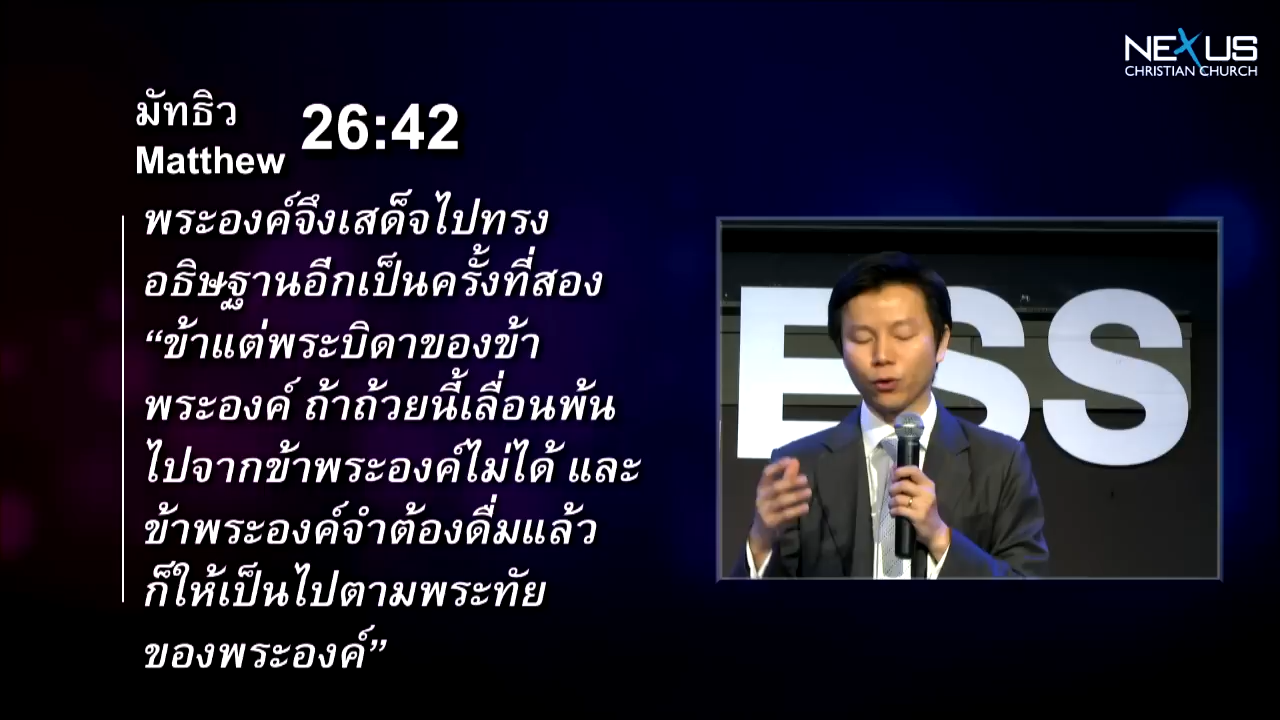 NEXUS
CHRISTIAN CHURCH
มัทธิว
Matthew
26:42
พระองค์จึงเสด็จไปทรง
อธิษฐานอีกเป็นครั้งที่สอง
“ข้าแต่พระบิดาของข้า
พระองค์ ถ้าถ้วยนี้เลื่อนพ้น
ไปจากข้าพระองค์ไม่ได้ และ
ข้าพระองค์จำต้องดื่มแล้ว
ก็ให้เป็นไปตามพระทัย
ของพระองค์”
ESS